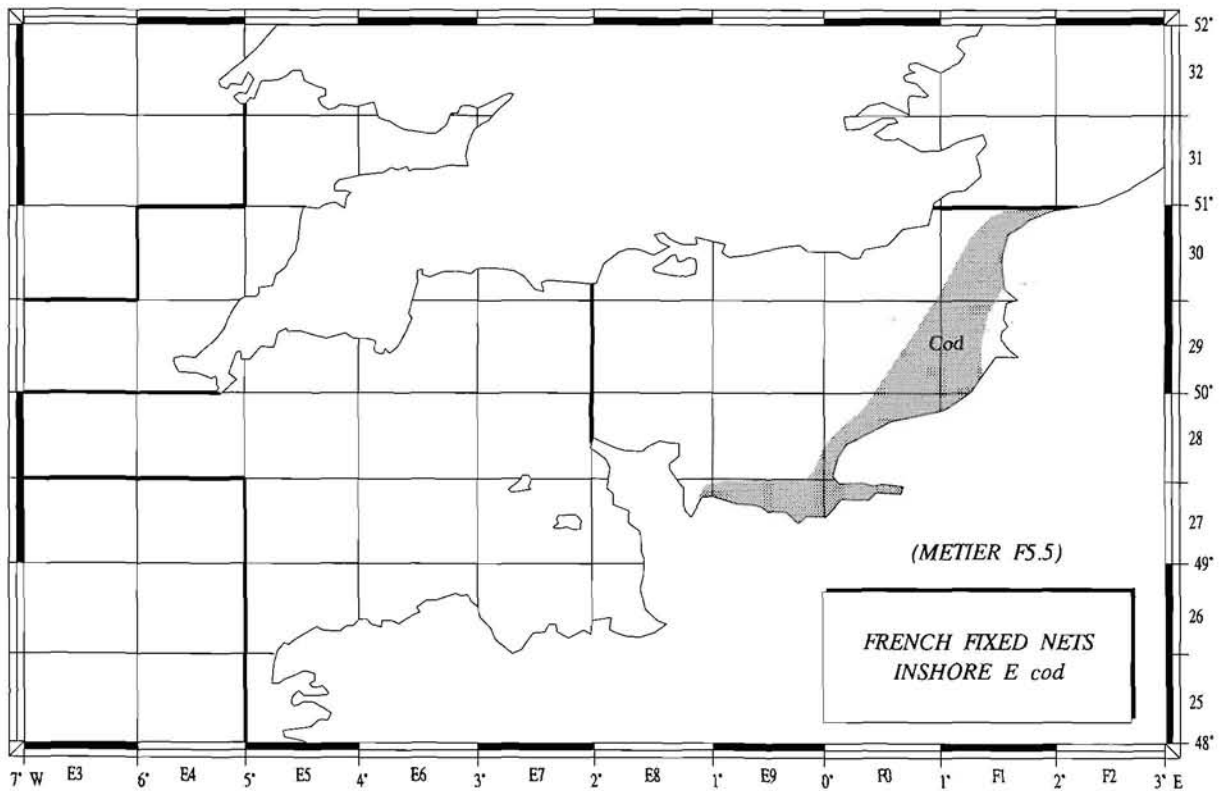 52°
32
31
51°
30
29
Cod
50°
28
27
(METIER F5.5)
49°
26
FRENCH FIXED NETS
INSHORE E cod
25
48°
7° W E3 6° E4 5° E5 4° E6 3° E7 2° E8 1° E9 0° F0 1° F1 2° F2 3° E